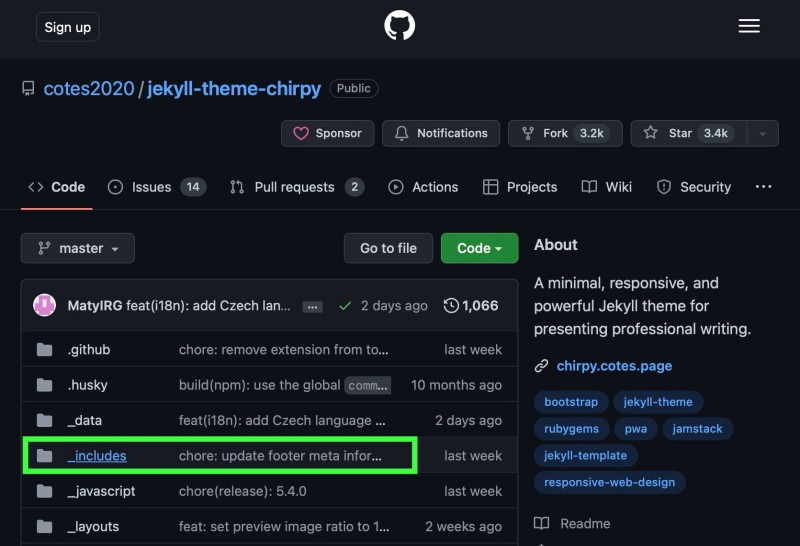 Sign up
cotes2020 / jekyll-theme-chirpy Public
Sponsor Notifications Fork 3.2k Star 3.4k
Code Issues 14 Pull requests 2 Actions Projects Wiki Security ...
master Go to file Code
MatyIRG feat(i18n): add Czech lan... ... 2 days ago 1,066
.github chore: remove extension from to... last week
.husky build(npm): use the global comm... 10 months ago
_data feat(i18n): add Czech language ... 2 days ago
_includes chore: update footer meta infor... last week
_javascript chore(release): 5.4.0 last week
_layouts feat: set preview image ratio to 1... 2 weeks ago
About
A minimal, responsive, and
powerful Jekyll theme for
presenting professional writing.
chirpy.cotes.page
bootstrap jekyll-theme
rubygems pwa jamstack
jekyll-template
responsive-web-design
Readme